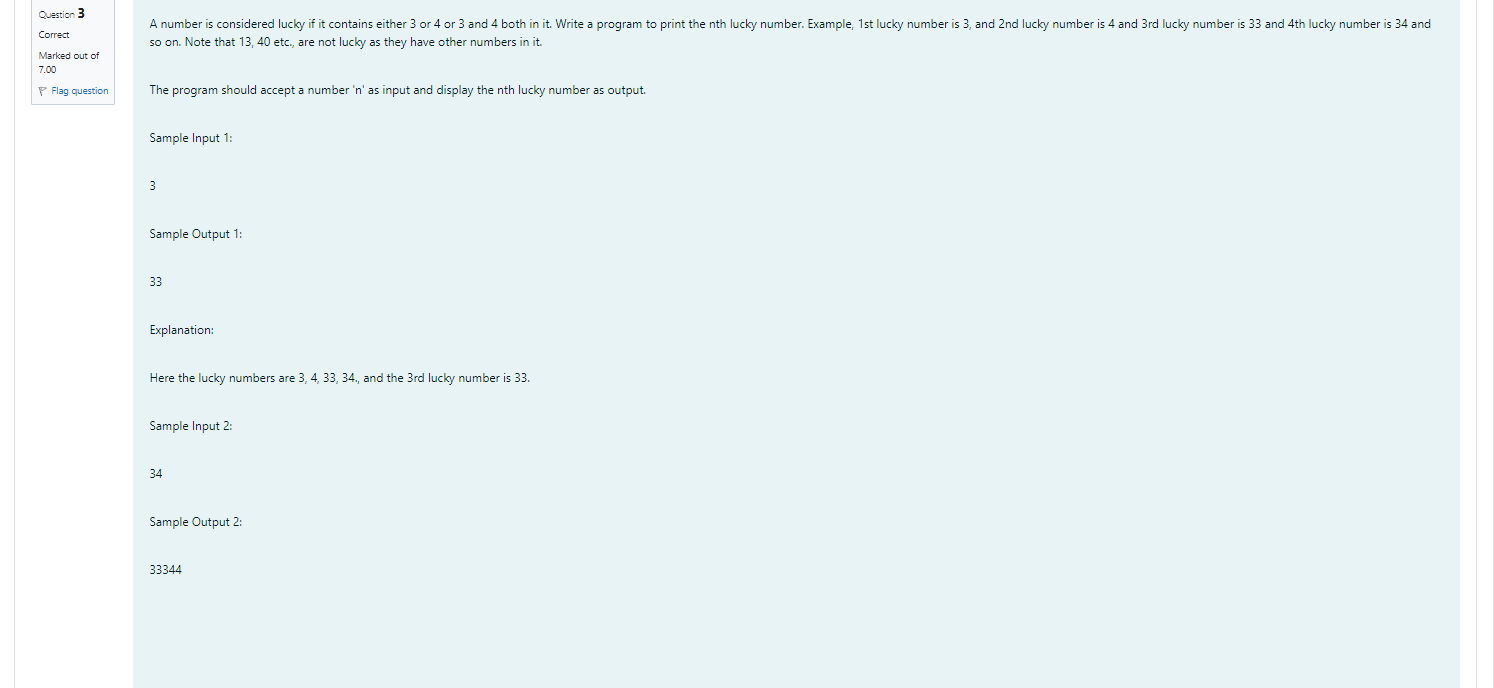 Question 3
Correct
Marked out of
7.00
Flag question
A number is considered lucky if it contains either 3 or 4 or 3 and 4 both in it. Write a program to print the nth lucky number. Example, 1st lucky number is 3, and 2nd lucky number is 4 and 3rd lucky number is 33 and 4th lucky number is 34 and
so on. Note that 13, 40 etc., are not lucky as they have other numbers in it.
The program should accept a number 'n' as input and display the nth lucky number as output.
Sample Input 1:
3
Sample Output 1:
33
Explanation:
Here the lucky numbers are 3, 4, 33, 34., and the 3rd lucky number is 33.
Sample Input 2:
34
Sample Output 2:
33344